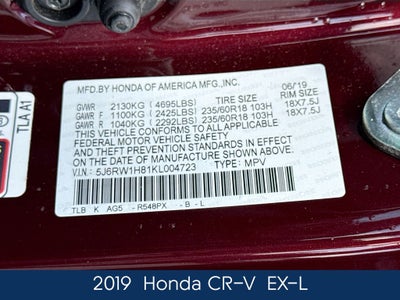 MFD.BY HONDA OF AMERICA MFG.,INC. 06/19
GVWR 2130KG (4695LBS) TIRE SIZE RIM SIZE
GAWR F 1100KG (2425LBS) 235/60R18 103H 18X7.5J
GAWR R 1040KG (2292LBS) 235/60R18 103H 18X7.5J
THIS VEHICLE CONFORMS TO ALL APPLICABLE
FEDERAL MOTOR VEHICLE SAFETY
AND THEFT PREVENTION STANDARDS IN EFFECT
ON THE DATE OF MANUFACTURE SHOWN ABOVE.
V.I.N.: 5J6RW1H81KL004723 TYPE: MPV
TLB K AG5 - R548PX - B - L
TLA A1
2019 Honda CR-V EX-L